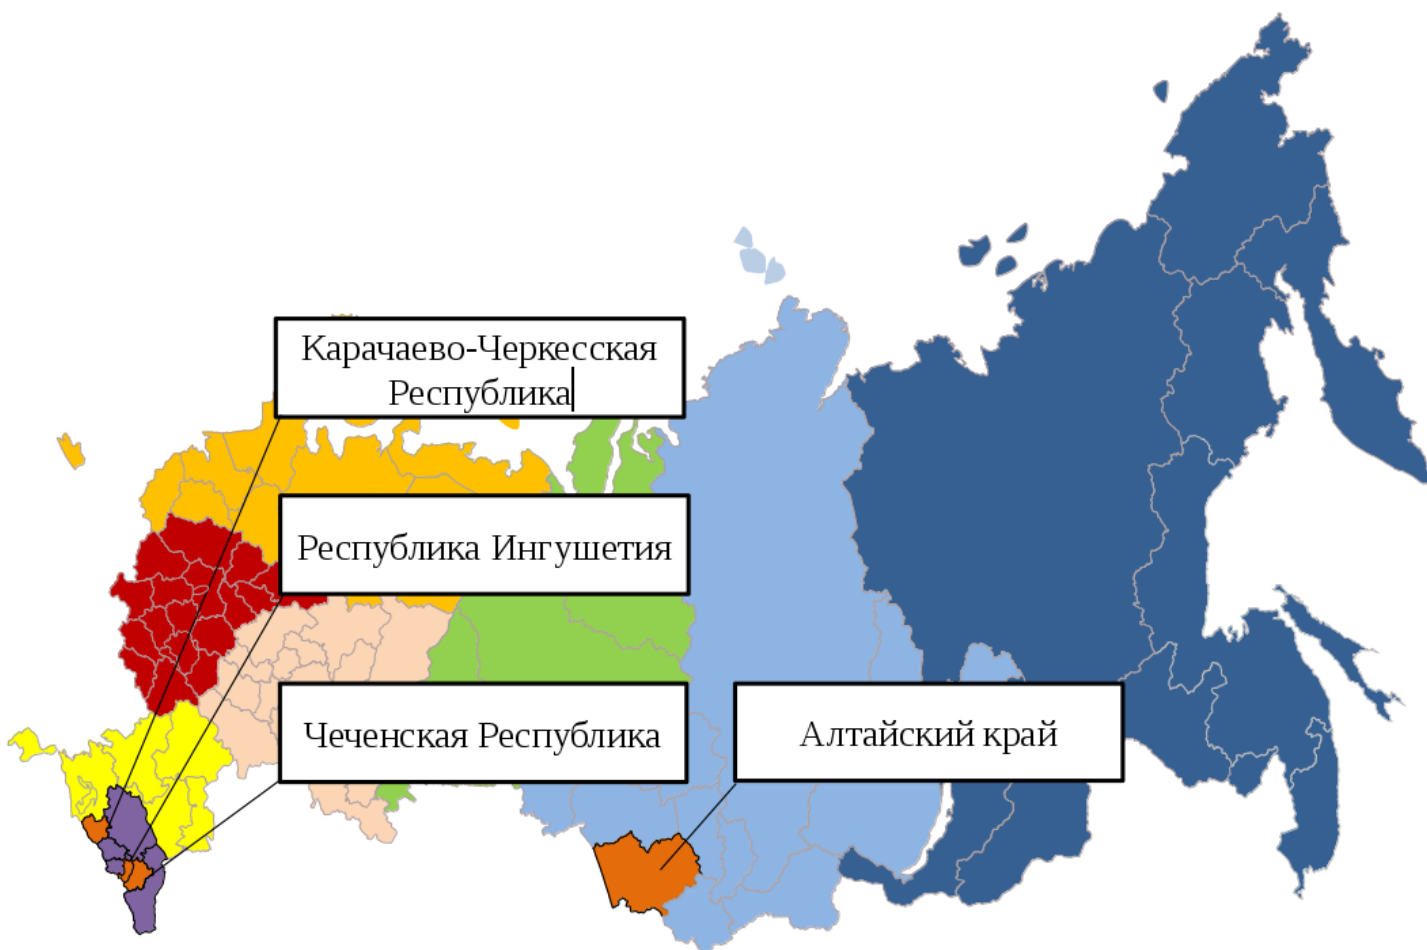 Карачаево-Черкесская
Республика
Республика Ингушетия
Чеченская Республика
Алтайский край